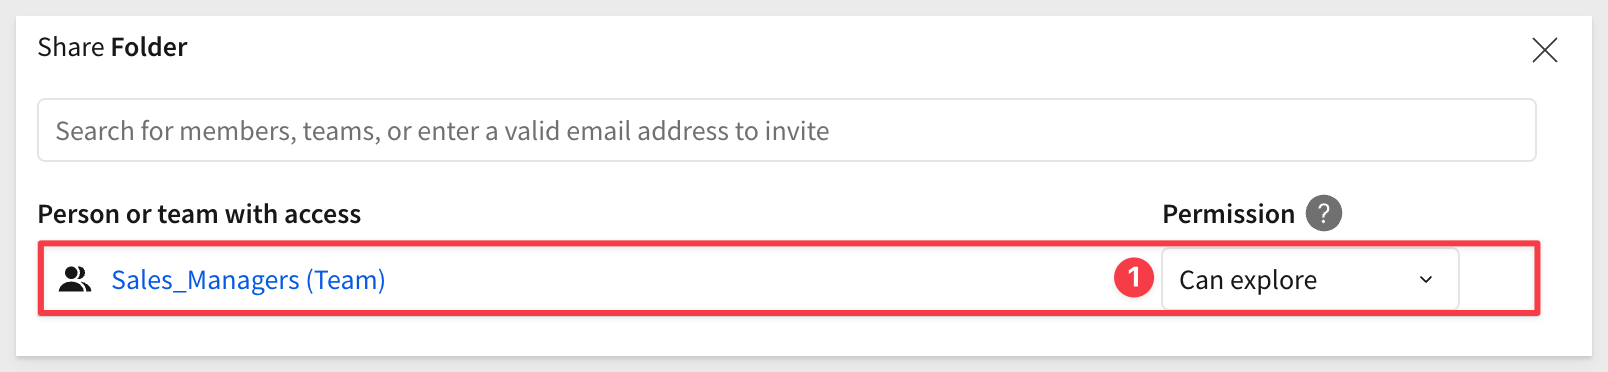 Share Folder
Search for members, teams, or enter a valid email address to invite
Person or team with access Permission ?
Sales_Managers (Team) 1 Can explore